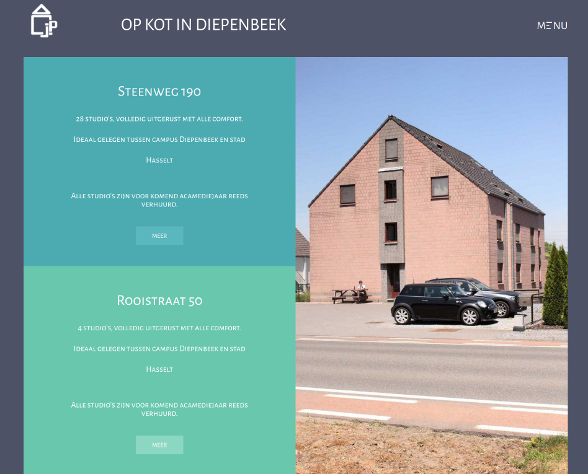 OP KOT IN DIEPENBEEK
MENU
Steenweg 190
28 studio's, volledig uitgerust met alle comfort.
Ideaal gelegen tussen campus Diepenbeek en stad
Hasselt
Alle studio's zijn voor komend acamediejaar reeds
verhuurd.
MEER
Rooistraat 50
4 studio's, volledig uitgerust met alle comfort.
Ideaal gelegen tussen campus Diepenbeek en stad
Hasselt
Alle studio's zijn voor komend acamediejaar reeds
verhuurd.
MEER